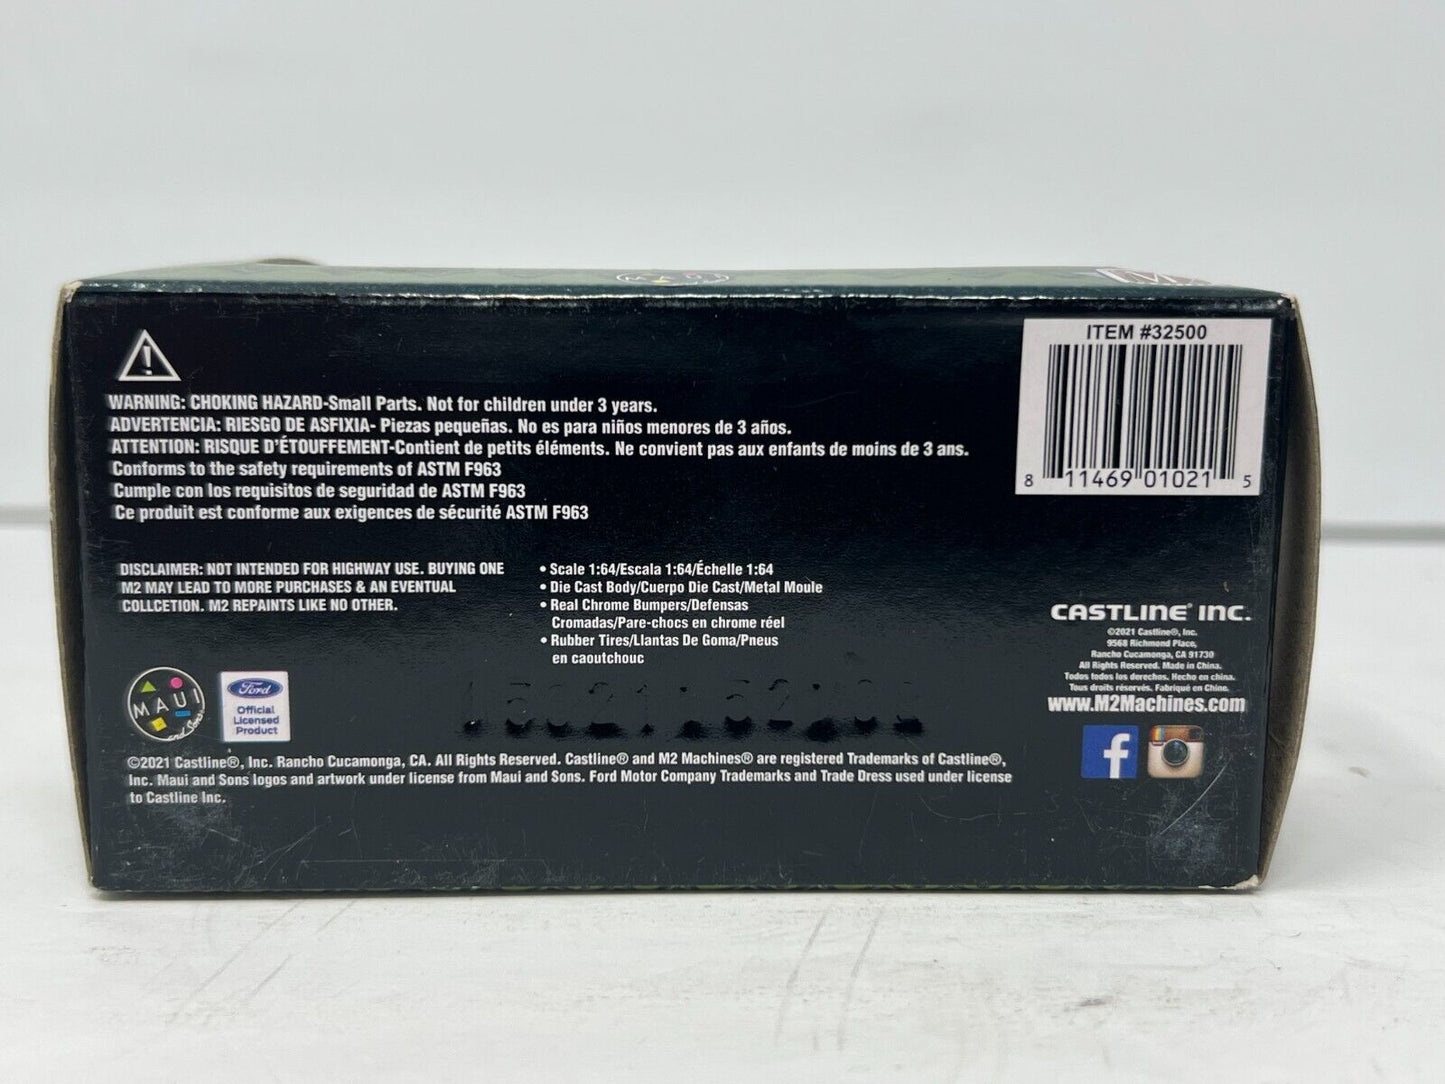 ITEM #32500
8 11469 01021 5
WARNING: CHOKING HAZARD-Small Parts. Not for children under 3 years.
ADVERTENCIA: RIESGO DE ASFIXIA- Piezas pequeñas. No es para niños menores de 3 años.
ATTENTION: RISQUE D'ÉTOUFFEMENT-Contient de petits éléments. Ne convient pas aux enfants de moins de 3 ans.
Conforms to the safety requirements of ASTM F963
Cumple con los requisitos de seguridad de ASTM F963
Ce produit est conforme aux exigences de sécurité ASTM F963
DISCLAIMER: NOT INTENDED FOR HIGHWAY USE. BUYING ONE
M2 MAY LEAD TO MORE PURCHASES & AN EVENTUAL
COLLCETION. M2 REPAINTS LIKE NO OTHER.
• Scale 1:64/Escala 1:64/Échelle 1:64
• Die Cast Body/Cuerpo Die Cast/Metal Moule
• Real Chrome Bumpers/Defensas
Cromadas/Pare-chocs en chrome réel
• Rubber Tires/Llantas De Goma/Pneus
en caoutchouc
CASTLINE® INC.
©2021 Castline®, Inc.
9568 Richmond Place,
Rancho Cucamonga, CA 91730
All Rights Reserved. Made in China.
Todos todos los derechos. Hecho en china.
Tous droits réservés. Fabriqué en Chine.
www.M2Machines.com
MAUI
and Sons
Ford
Official
Licensed
Product
©2021 Castline®, Inc. Rancho Cucamonga, CA. All Rights Reserved. Castline® and M2 Machines® are registered Trademarks of Castline®,
Inc. Maui and Sons logos and artwork under license from Maui and Sons. Ford Motor Company Trademarks and Trade Dress used under license
to Castline Inc.